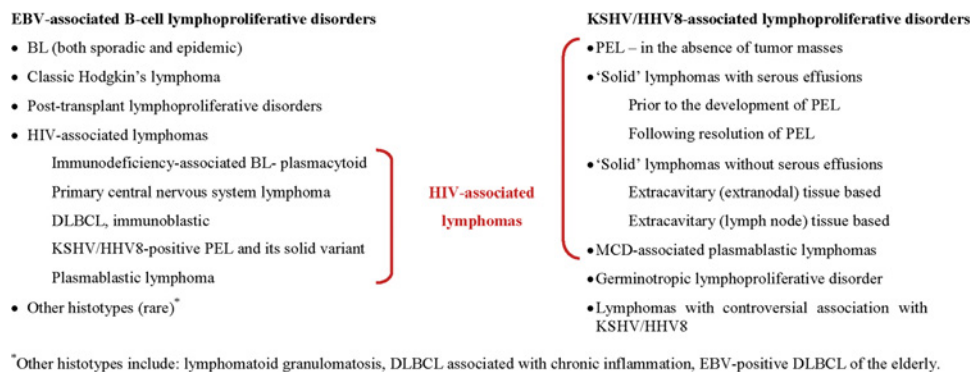 EBV-associated B-cell lymphoproliferative disorders
• BL (both sporadic and epidemic)
• Classic Hodgkin's lymphoma
• Post-transplant lymphoproliferative disorders
• HIV-associated lymphomas
Immunodeficiency-associated BL- plasmacytoid
Primary central nervous system lymphoma
DLBCL, immunoblastic
KSHV/HHV8-positive PEL and its solid variant
Plasmablastic lymphoma
• Other histotypes (rare)*
HIV-associated
lymphomas
KSHV/HHV8-associated lymphoproliferative disorders
•PEL – in the absence of tumor masses
•'Solid' lymphomas with serous effusions
Prior to the development of PEL
Following resolution of PEL
•'Solid' lymphomas without serous effusions
Extracavitary (extranodal) tissue based
Extracavitary (lymph node) tissue based
•MCD-associated plasmablastic lymphomas
•Germinotropic lymphoproliferative disorder
•Lymphomas with controversial association with
KSHV/HHV8
*Other histotypes include: lymphomatoid granulomatosis, DLBCL associated with chronic inflammation, EBV-positive DLBCL of the elderly.